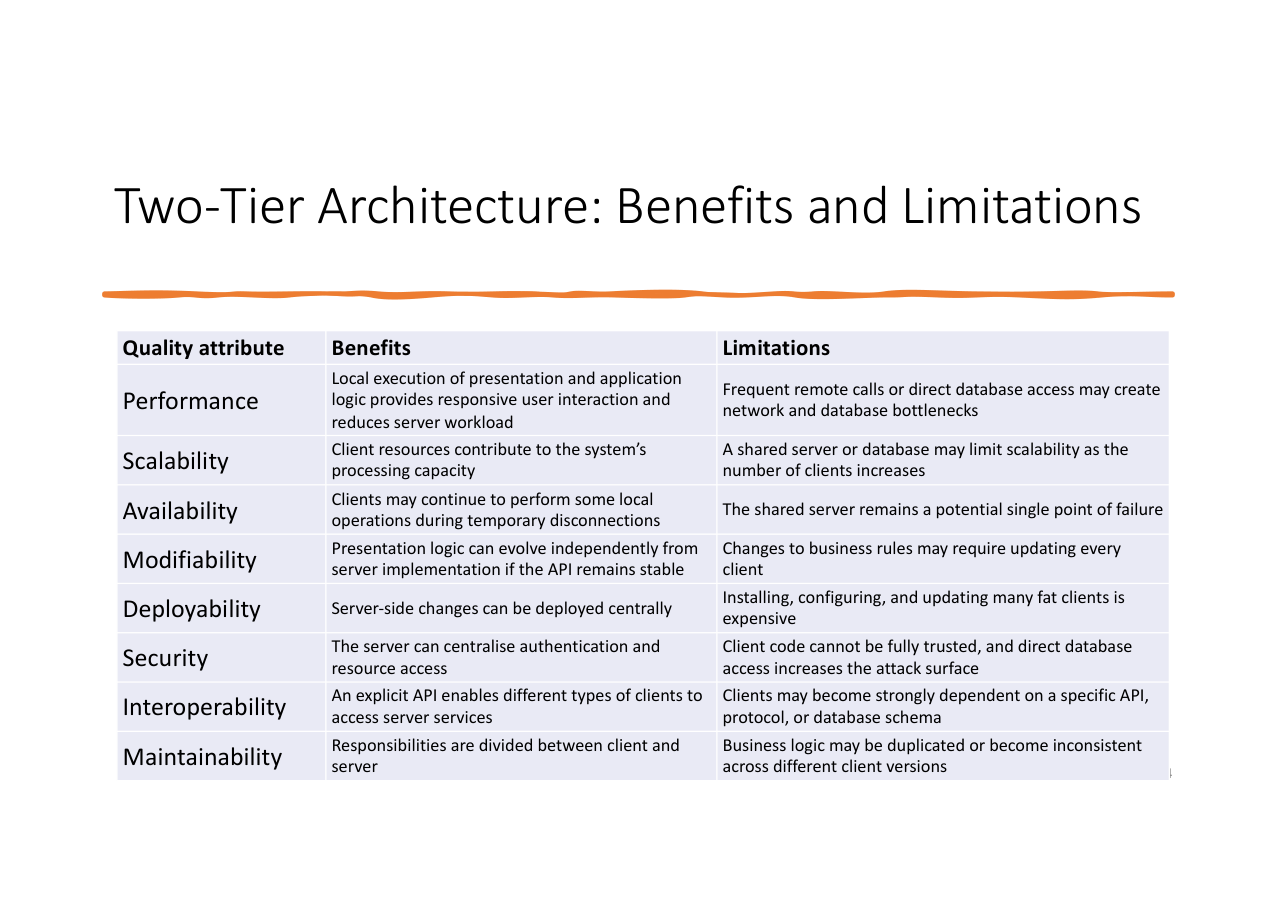 Two-Tier Architecture: Benefits and Limitations
Quality attribute
Benefits
Limitations
Performance
Local execution of presentation and application
logic provides responsive user interaction and
reduces server workload
Frequent remote calls or direct database access may create
network and database bottlenecks
Scalability
Client resources contribute to the system’s
processing capacity
A shared server or database may limit scalability as the
number of clients increases
Availability
Clients may continue to perform some local
operations during temporary disconnections
The shared server remains a potential single point of failure
Modifiability
Presentation logic can evolve independently from
server implementation if the API remains stable
Changes to business rules may require updating every
client
Deployability
Server-side changes can be deployed centrally
Installing, configuring, and updating many fat clients is
expensive
Security
The server can centralise authentication and
resource access
Client code cannot be fully trusted, and direct database
access increases the attack surface
Interoperability
An explicit API enables different types of clients to
access server services
Clients may become strongly dependent on a specific API,
protocol, or database schema
Maintainability
Responsibilities are divided between client and
server
Business logic may be duplicated or become inconsistent
across different client versions